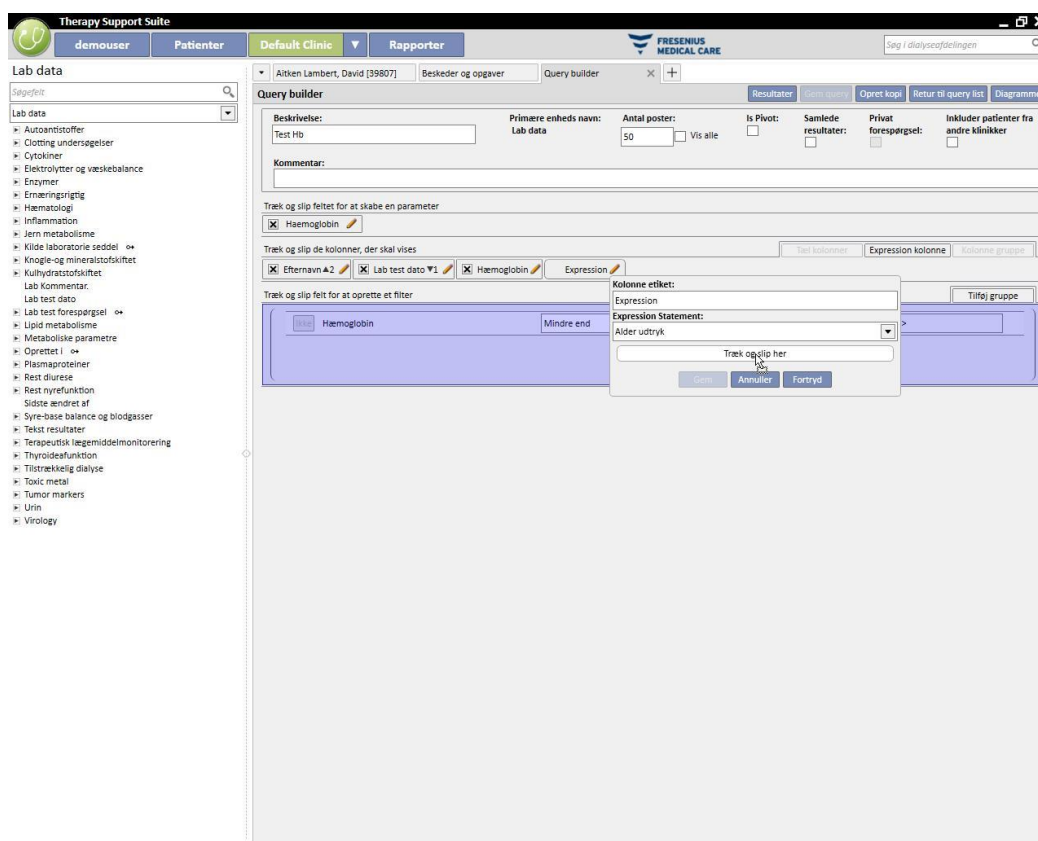 Therapy Support Suite
demouser Patienter Default Clinic Rapporter FRESENIUS MEDICAL CARE Søg i dialyseafdelingen
Lab data
Aitken Lambert, David [39807] Beskeder og opgaver Query builder
Søgefelt
Query builder Resultater Gem query Opret kopi Retur til query list Diagramme
Lab data
Beskrivelse: Primære enheds navn: Antal poster: Is Pivot: Samlede resultater: Privat forespørgsel: Inkluder patienter fra andre klinikker
Test Hb Lab data 50 Vis alle
Kommentar:
Autoantistoffer
Clotting undersøgelser
Cytokiner
Elektrolytter og væskebalance
Enzymer
Ernæringsrigtig
Hæmatologi
Inflammation
Jern metabolisme
Kilde laboratorie seddel
Knogle-og mineralstofskiftet
Kulhydratstofskiftet
Lab Kommentar.
Lab test dato
Lab test forespørgsel
Lipid metabolisme
Metaboliske parametre
Oprettet i
Plasmaproteiner
Rest diurese
Rest nyrefunktion
Sidste ændret af
Syre-base balance og blodgasser
Tekst resultater
Terapeutisk lægemiddelmonitorering
Thyroideafunktion
Tilstrækkelig dialyse
Toxic metal
Tumor markers
Urin
Virology
Træk og slip feltet for at skabe en parameter
Haemoglobin
Træk og slip de kolonner, der skal vises Tæl kolonner Expression kolonne Kolonne gruppe
Efternavn ▲2 Lab test dato ▼1 Hæmoglobin Expression
Træk og slip felt for at oprette et filter Tilføj gruppe
Ikke Hæmoglobin Mindre end >
Kolonne etiket:
Expression
Expression Statement:
Alder udtryk
Træk og slip her
Gem Annuller Fortryd